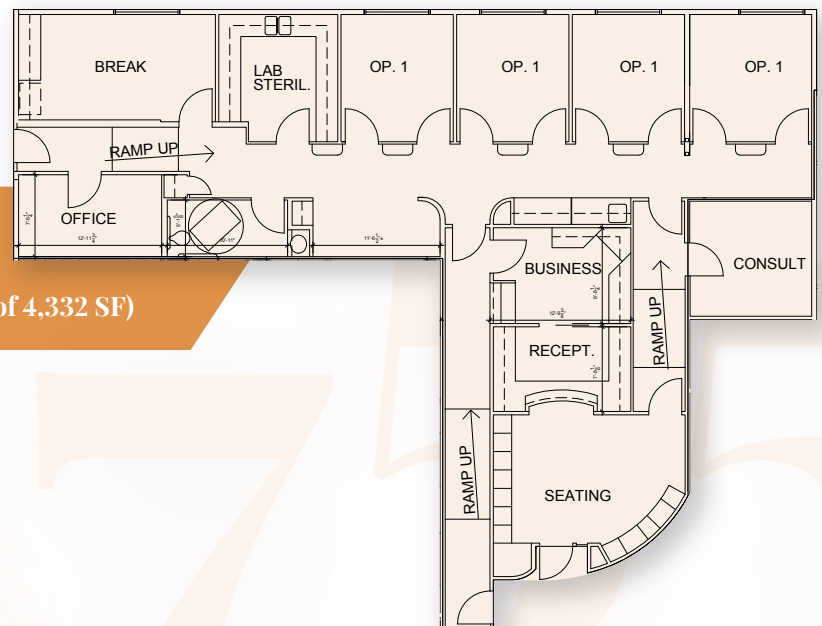 BREAK
LAB
STERIL.
OP. 1
OP. 1
OP. 1
OP. 1
RAMP UP
OFFICE
BUSINESS
CONSULT
of 4,332 SF)
RECEPT.
RAMP UP
RAMP UP
SEATING